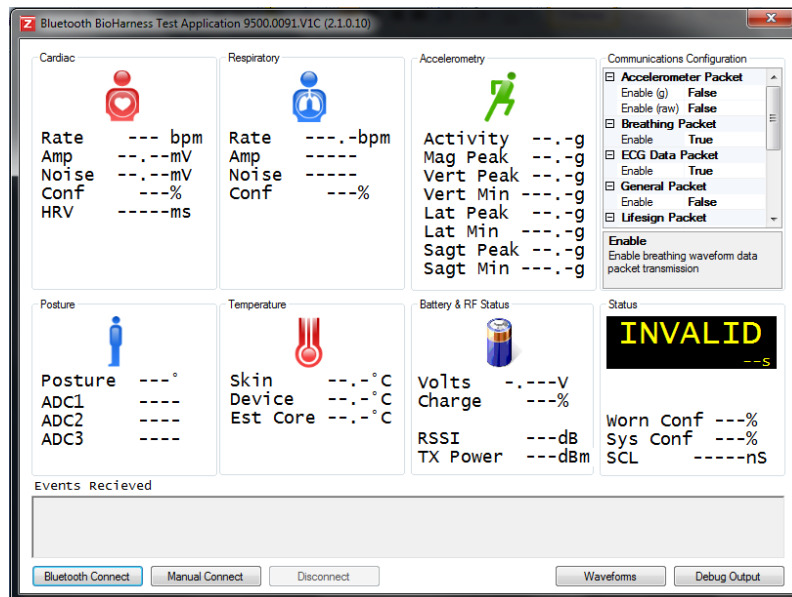 Z Bluetooth BioHarness Test Application 9500.0091.V1C (2.1.0.10)
Cardiac
Rate --- bpm
Amp --.--mV
Noise --.--mV
Conf ---%
HRV -----ms
Respiratory
Rate ---.-bpm
Amp -----
Noise -----
Conf ---%
Accelerometry
Activity --.-g
Mag Peak --.-g
Vert Peak --.-g
Vert Min ---.-g
Lat Peak ---.-g
Lat Min ---.-g
Sagt Peak ---.-g
Sagt Min ---.-g
Communications Configuration
Accelerometer Packet
Enable (g) False
Enable (raw) False
Breathing Packet
Enable True
ECG Data Packet
Enable True
General Packet
Enable False
Lifesign Packet
Enable
Enable breathing waveform data
packet transmission
Posture
Posture ---°
ADC1 ----
ADC2 ----
ADC3 ----
Temperature
Skin --.-°C
Device --.-°C
Est Core --.-°C
Battery & RF Status
Volts -.---V
Charge ---%
RSSI ---dB
TX Power ---dBm
Status
INVALID
--s
Worn Conf ---%
Sys Conf ---%
SCL -----nS
Events Recieved
Bluetooth Connect Manual Connect Disconnect Waveforms Debug Output